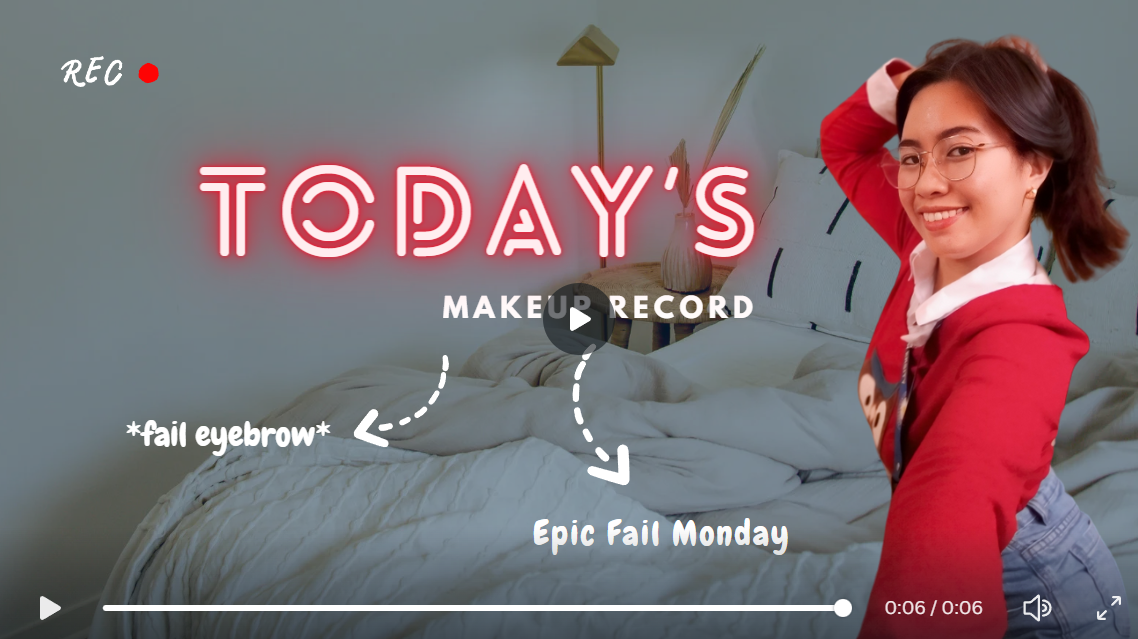 REC
TODAY'S
MAKEUP RECORD
*fail eyebrow*
Epic Fail Monday
0:06 / 0:06